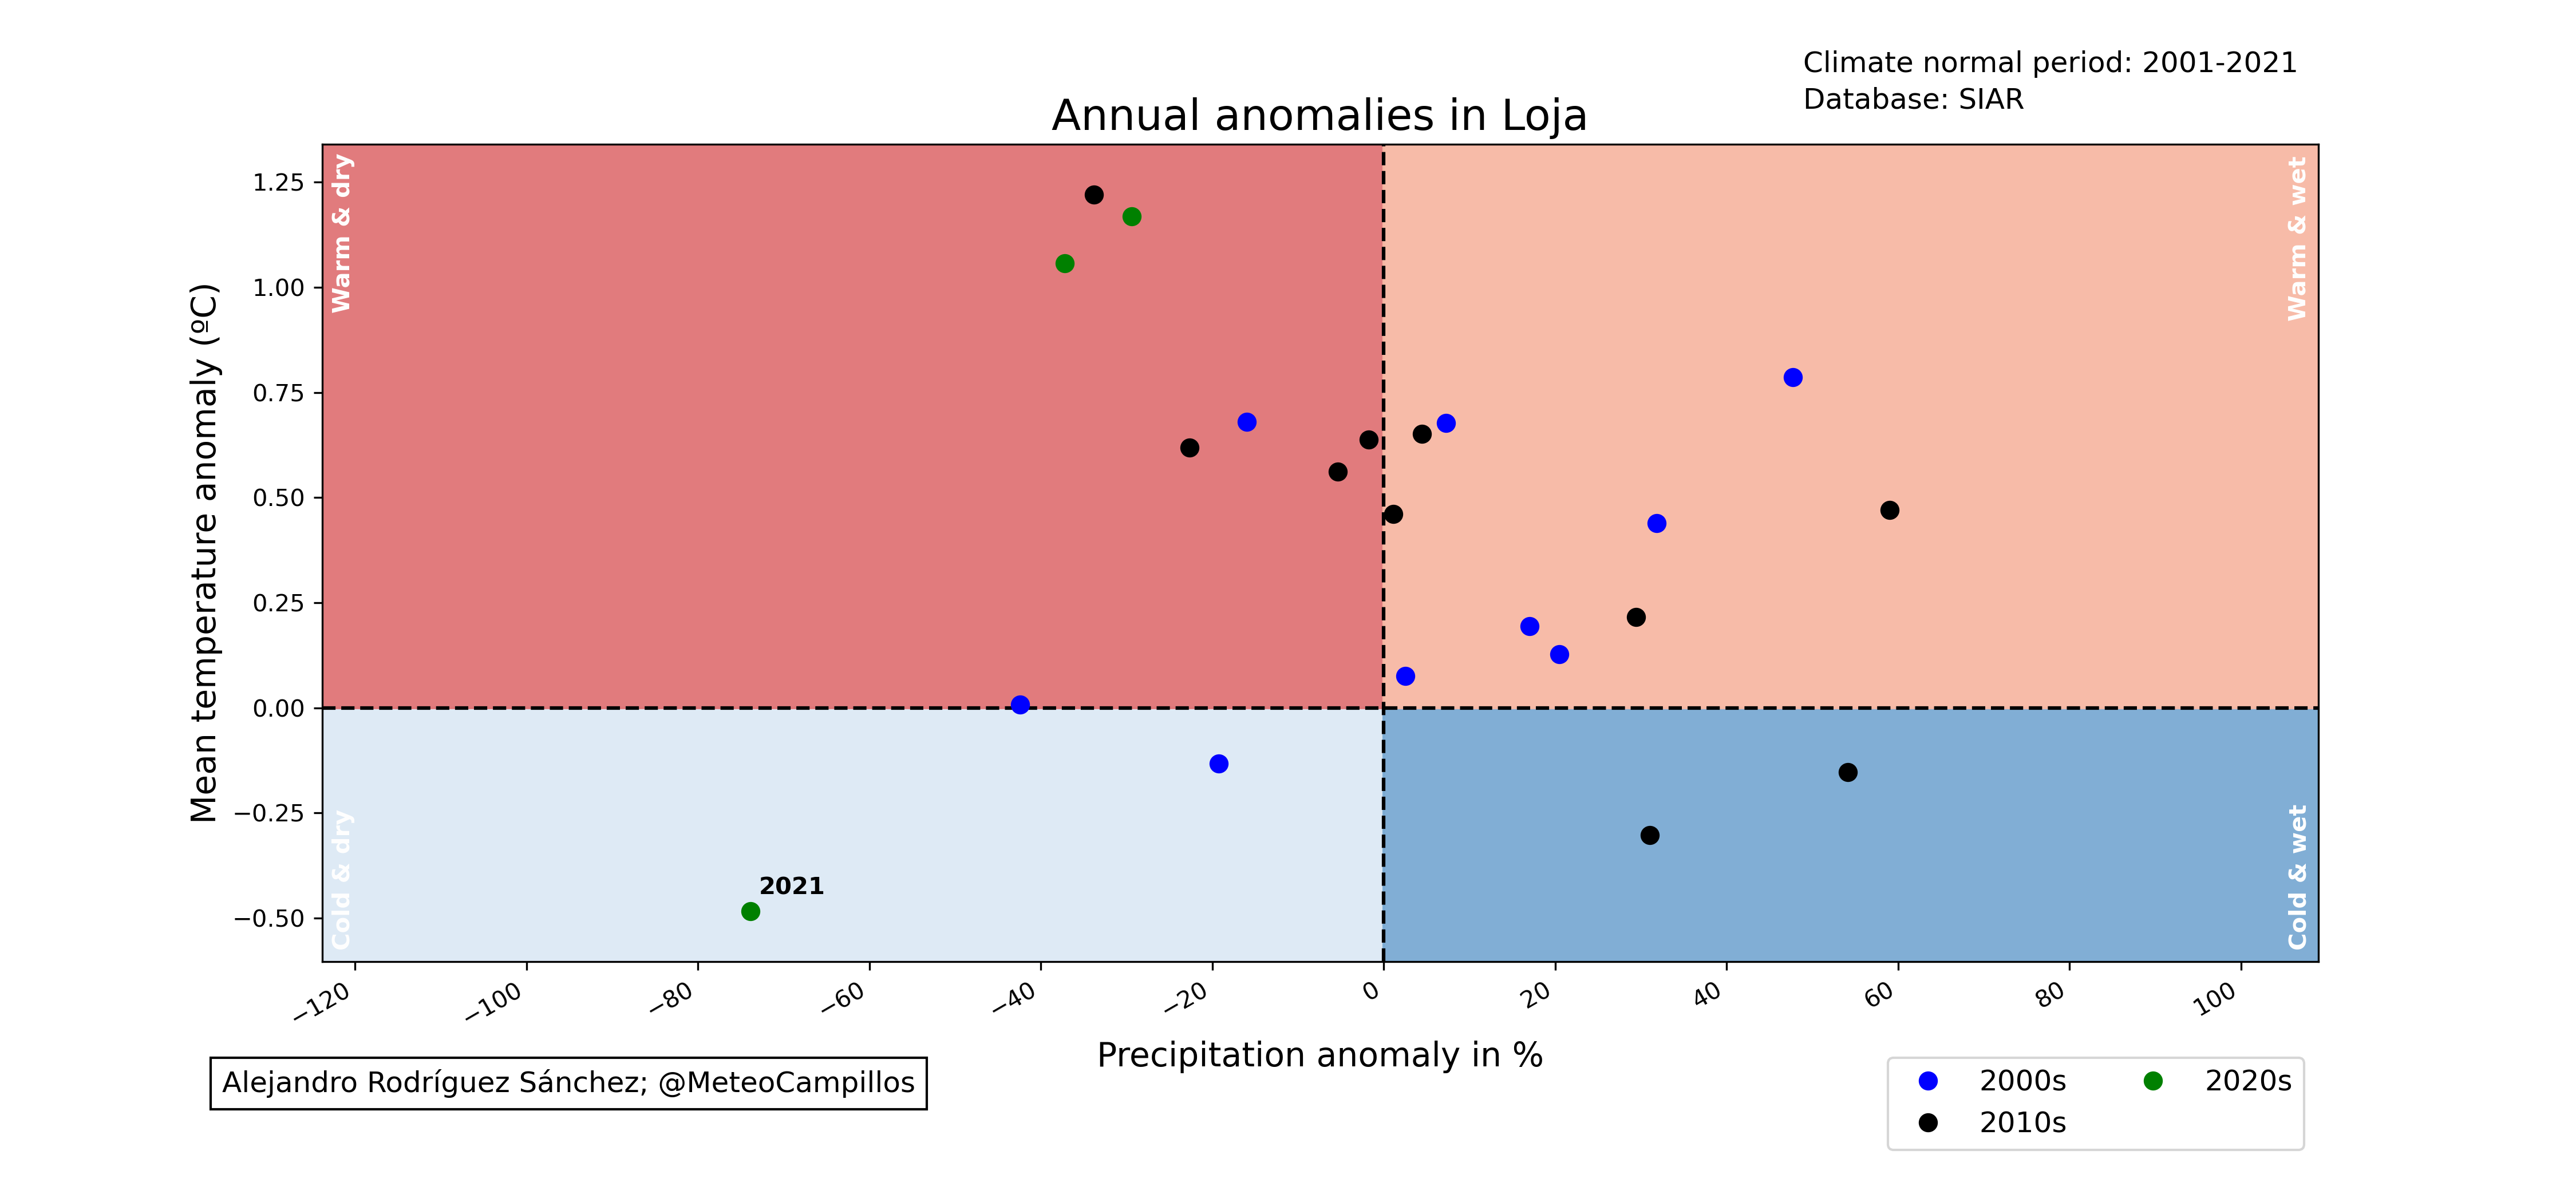 Climate normal period: 2001-2021
Database: SIAR
Annual anomalies in Loja
Warm & dry
Warm & wet
Cold & dry
Cold & wet
Mean temperature anomaly (ºC)
1.25
1.00
0.75
0.50
0.25
0.00
−0.25
−0.50
2021
−120
−100
−80
−60
−40
−20
0
20
40
60
80
100
Precipitation anomaly in %
Alejandro Rodríguez Sánchez; @MeteoCampillos
2000s
2010s
2020s